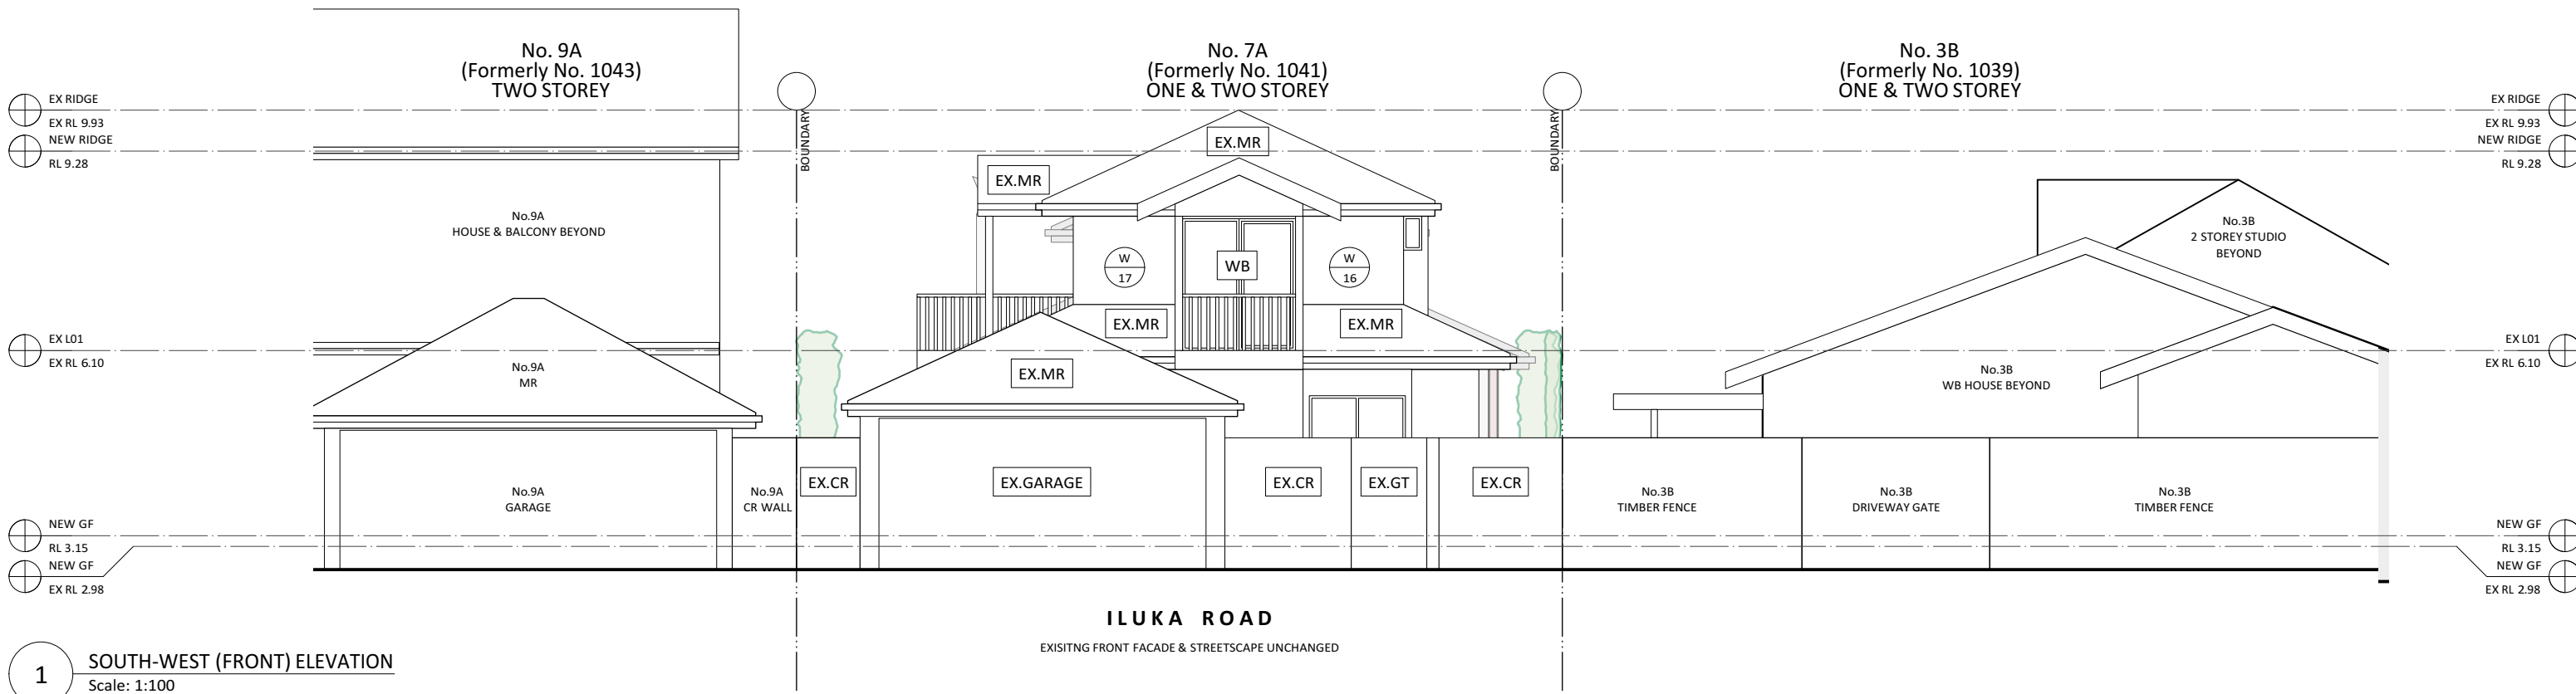 No. 9A
(Formerly No. 1043)
TWO STOREY
No. 7A
(Formerly No. 1041)
ONE & TWO STOREY
No. 3B
(Formerly No. 1039)
ONE & TWO STOREY
EX RIDGE
EX RL 9.93
NEW RIDGE
RL 9.28
BOUNDARY
BOUNDARY
EX RIDGE
EX RL 9.93
NEW RIDGE
RL 9.28
EX.MR
EX.MR
No.9A
HOUSE & BALCONY BEYOND
No.3B
2 STOREY STUDIO
BEYOND
W
17
WB
W
16
EX.MR
EX.MR
EX L01
EX RL 6.10
No.9A
MR
EX.MR
No.3B
WB HOUSE BEYOND
EX L01
EX RL 6.10
No.9A
GARAGE
No.9A
CR WALL
EX.CR
EX.GARAGE
EX.CR
EX.GT
EX.CR
No.3B
TIMBER FENCE
No.3B
DRIVEWAY GATE
No.3B
TIMBER FENCE
NEW GF
RL 3.15
NEW GF
EX RL 2.98
NEW GF
RL 3.15
NEW GF
EX RL 2.98
ILUKA ROAD
EXISITNG FRONT FACADE & STREETSCAPE UNCHANGED
1
SOUTH-WEST (FRONT) ELEVATION
Scale: 1:100